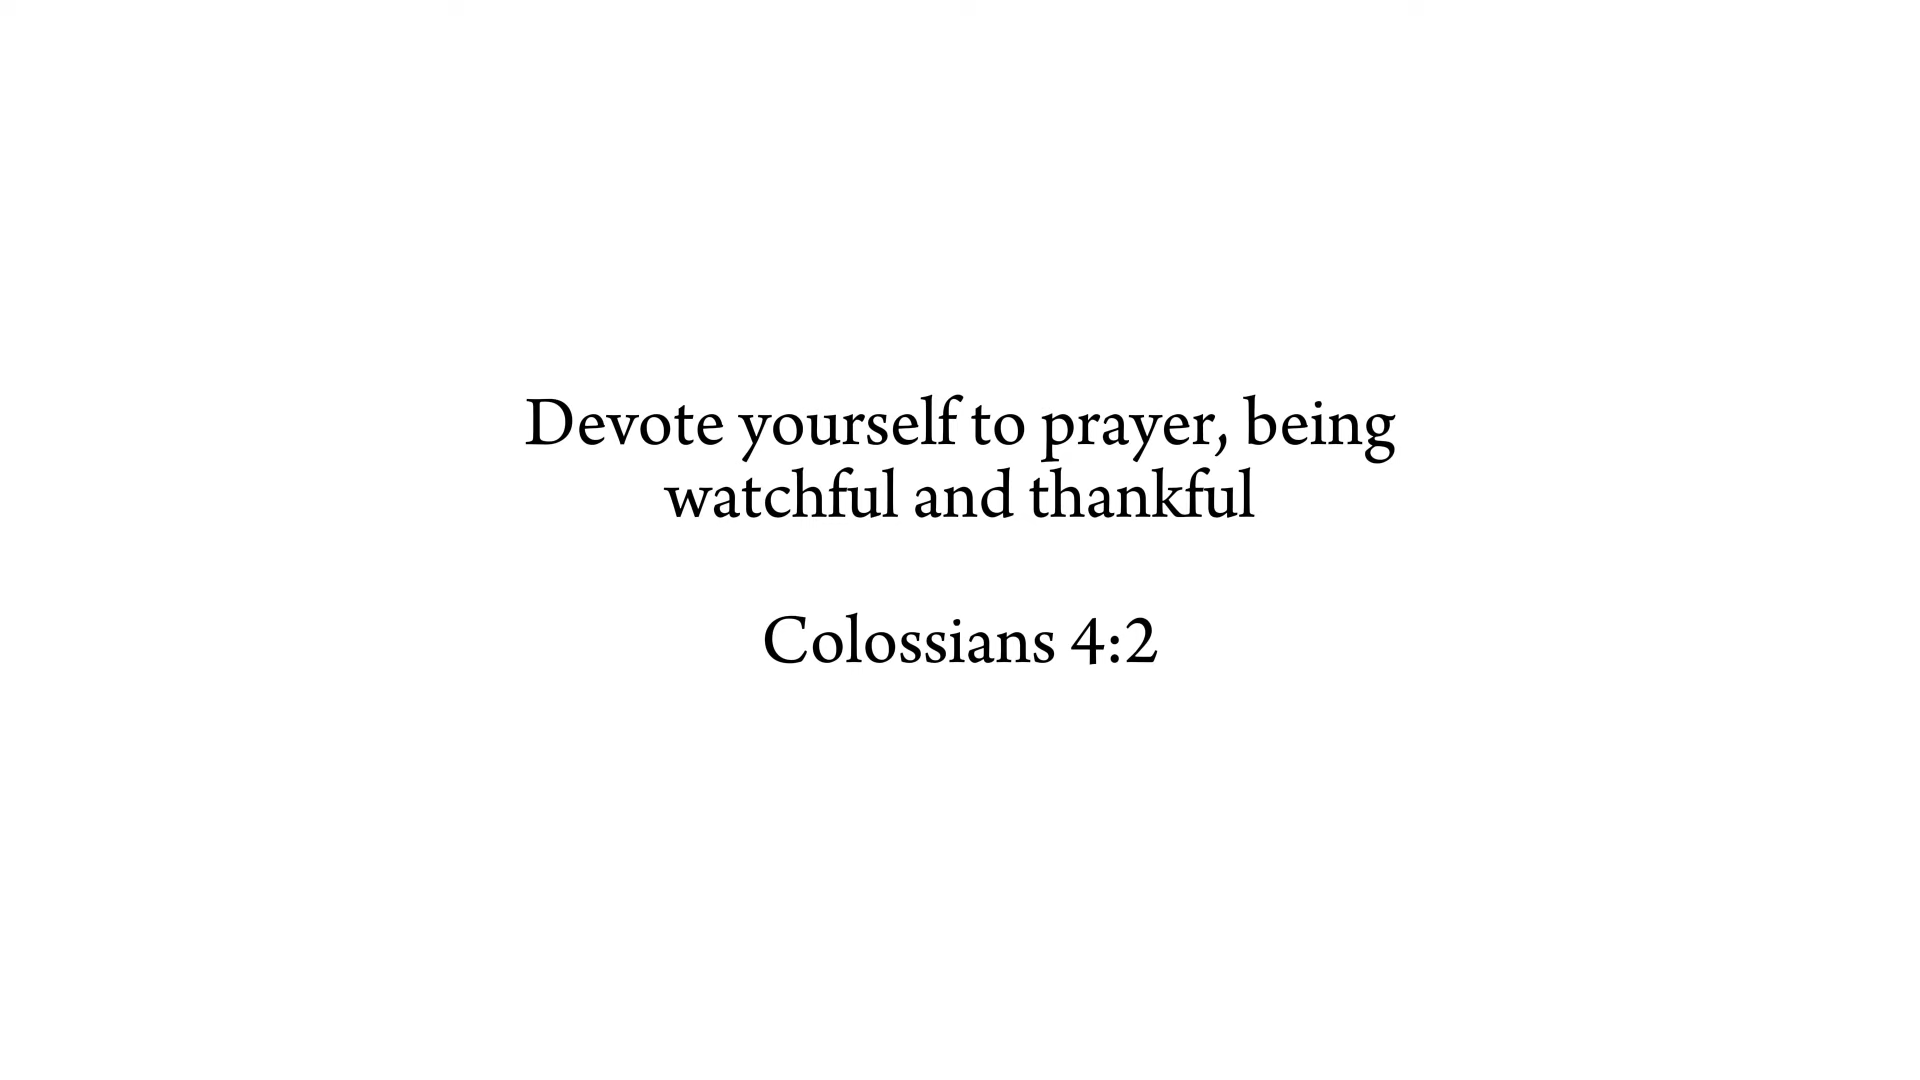 Devote yourself to prayer, being
watchful and thankful
Colossians 4:2